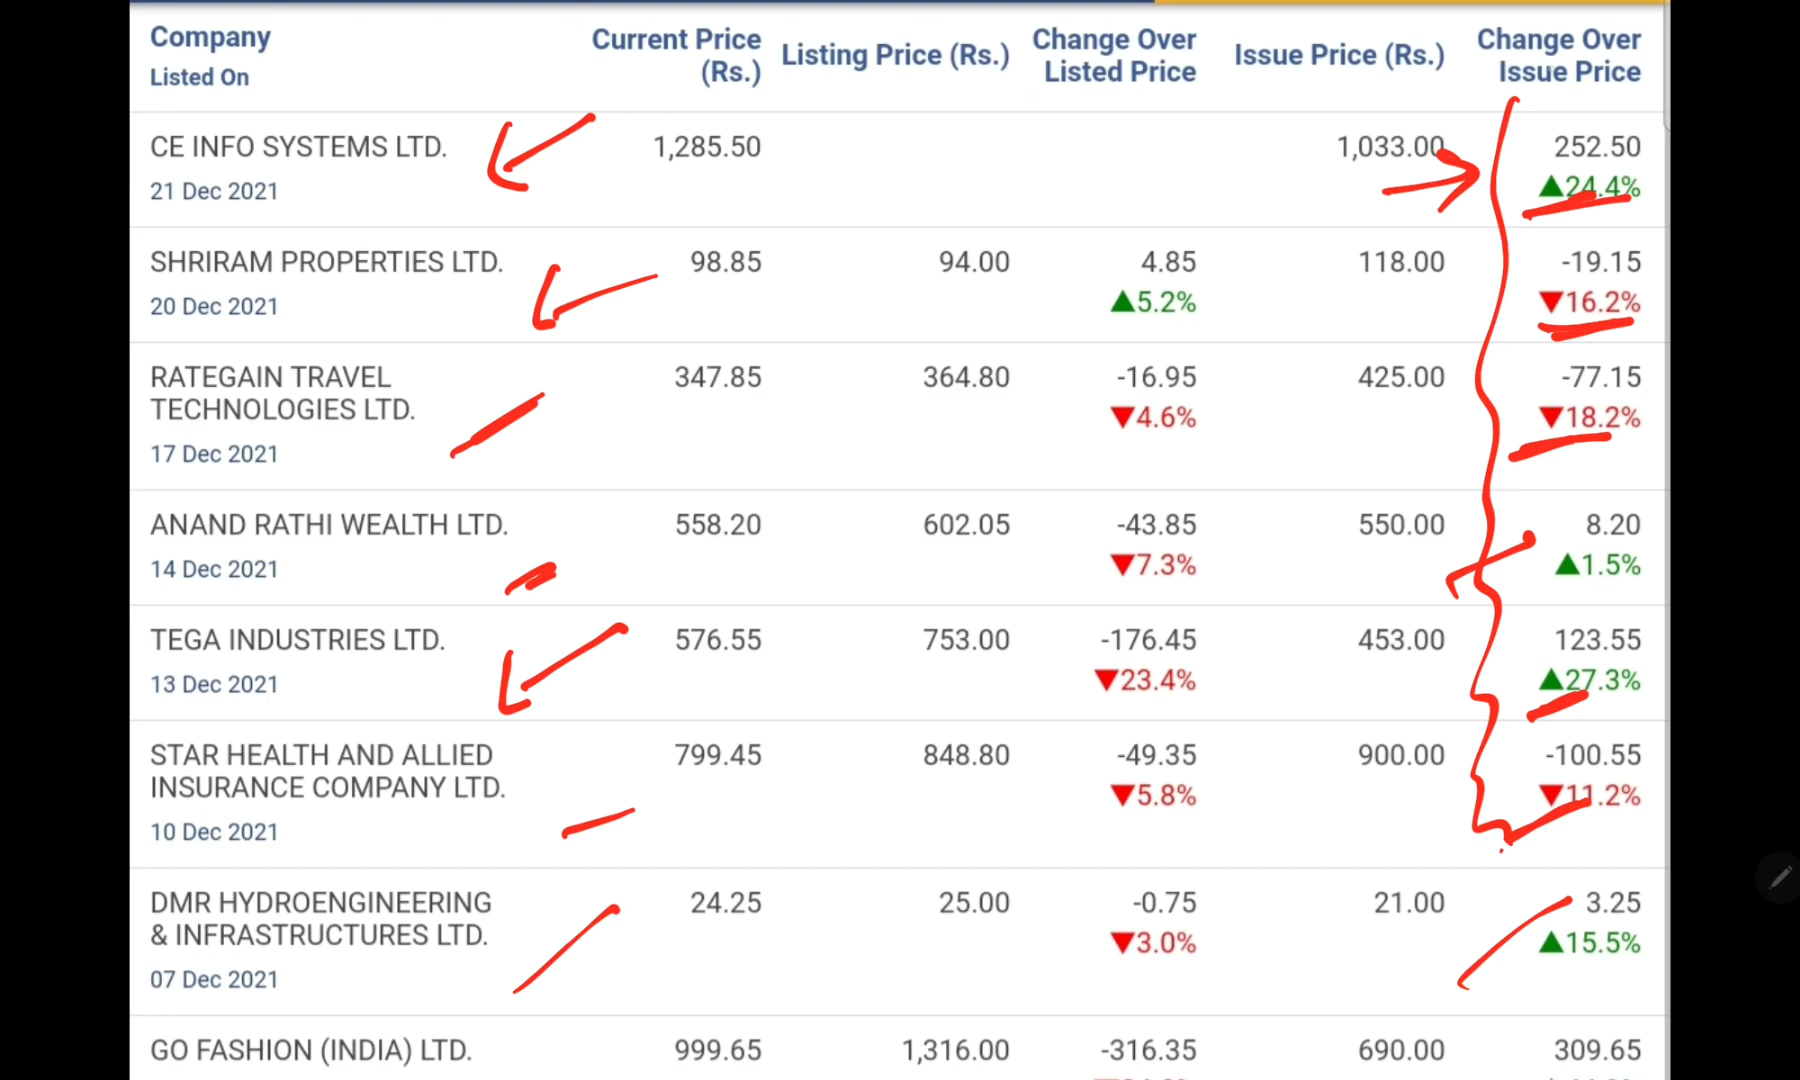 Company
Listed On
Current Price (Rs.)
Listing Price (Rs.)
Change Over Listed Price
Issue Price (Rs.)
Change Over Issue Price
CE INFO SYSTEMS LTD. 1,285.50 1,033.00 252.50
21 Dec 2021 ▲24.4%
SHRIRAM PROPERTIES LTD. 98.85 94.00 4.85 118.00 -19.15
20 Dec 2021 ▲5.2% ▼16.2%
RATEGAIN TRAVEL 347.85 364.80 -16.95 425.00 -77.15
TECHNOLOGIES LTD. ▼4.6% ▼18.2%
17 Dec 2021
ANAND RATHI WEALTH LTD. 558.20 602.05 -43.85 550.00 8.20
14 Dec 2021 ▼7.3% ▲1.5%
TEGA INDUSTRIES LTD. 576.55 753.00 -176.45 453.00 123.55
13 Dec 2021 ▼23.4% ▲27.3%
STAR HEALTH AND ALLIED 799.45 848.80 -49.35 900.00 -100.55
INSURANCE COMPANY LTD. ▼5.8% ▼11.2%
10 Dec 2021
DMR HYDROENGINEERING 24.25 25.00 -0.75 21.00 3.25
& INFRASTRUCTURES LTD. ▼3.0% ▲15.5%
07 Dec 2021
GO FASHION (INDIA) LTD. 999.65 1,316.00 -316.35 690.00 309.65